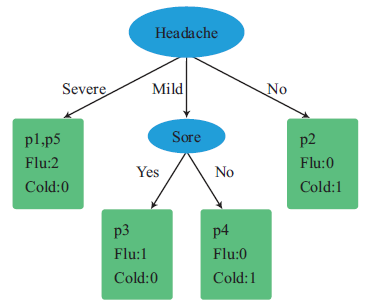 Headache
Severe
Mild
No
p1,p5
Flu:2
Cold:0
Sore
p2
Flu:0
Cold:1
Yes
No
p3
Flu:1
Cold:0
p4
Flu:0
Cold:1